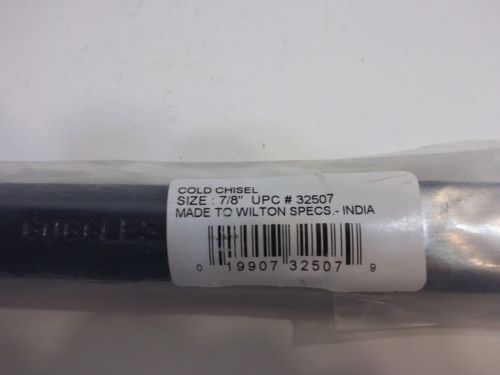 COLD CHISEL
SIZE : 7/8" UPC # 32507
MADE TO WILTON SPECS.- INDIA
0 19907 32507 9